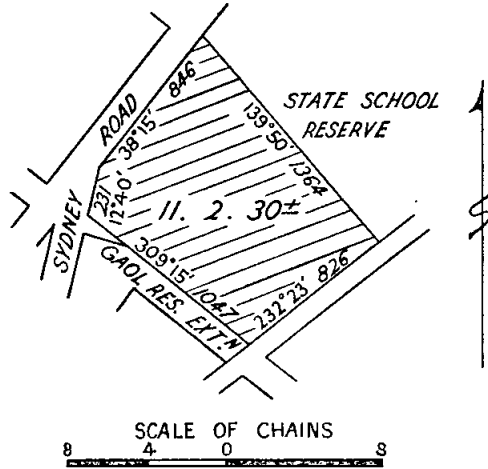 ROAD
SYDNEY
38°15' 846
231
12°40'
139°50' 1364
STATE SCHOOL
RESERVE
11. 2. 30±
309°15' 1047
232°23' 826
GAOL RES. EXTN
SCALE OF CHAINS
8 4 0 8